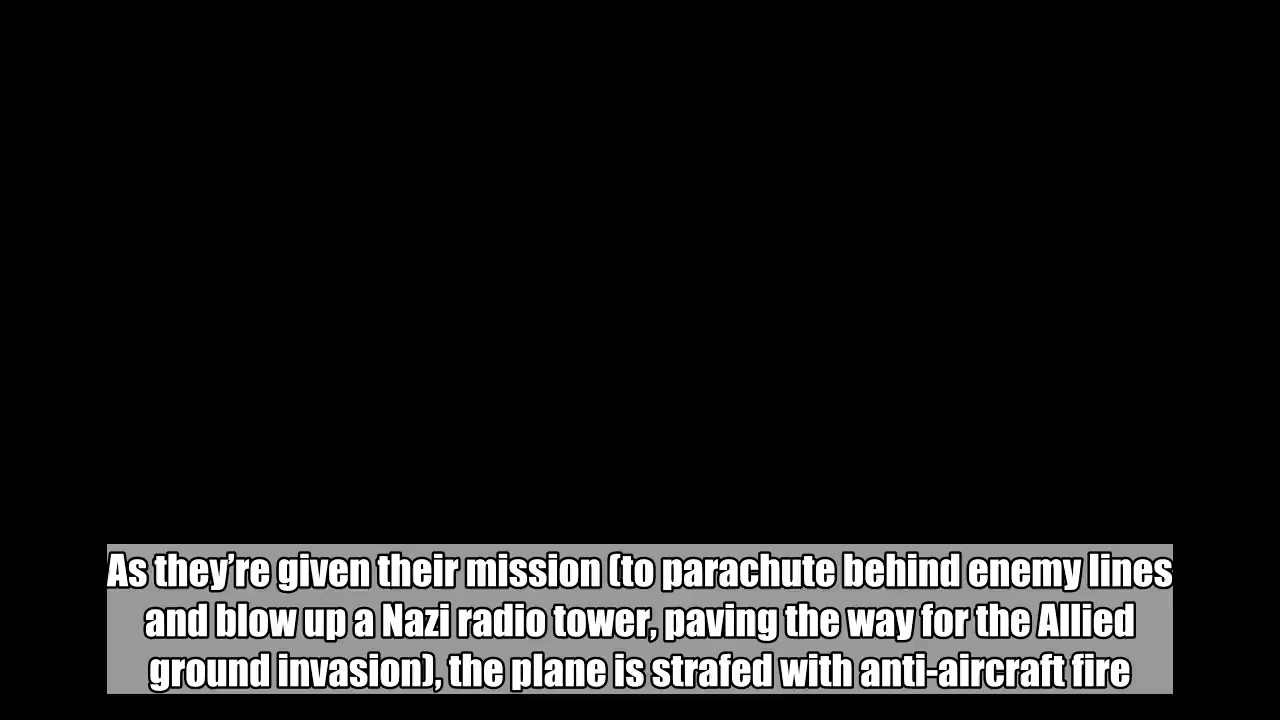 As they’re given their mission (to parachute behind enemy lines
and blow up a Nazi radio tower, paving the way for the Allied
ground invasion), the plane is strafed with anti-aircraft fire